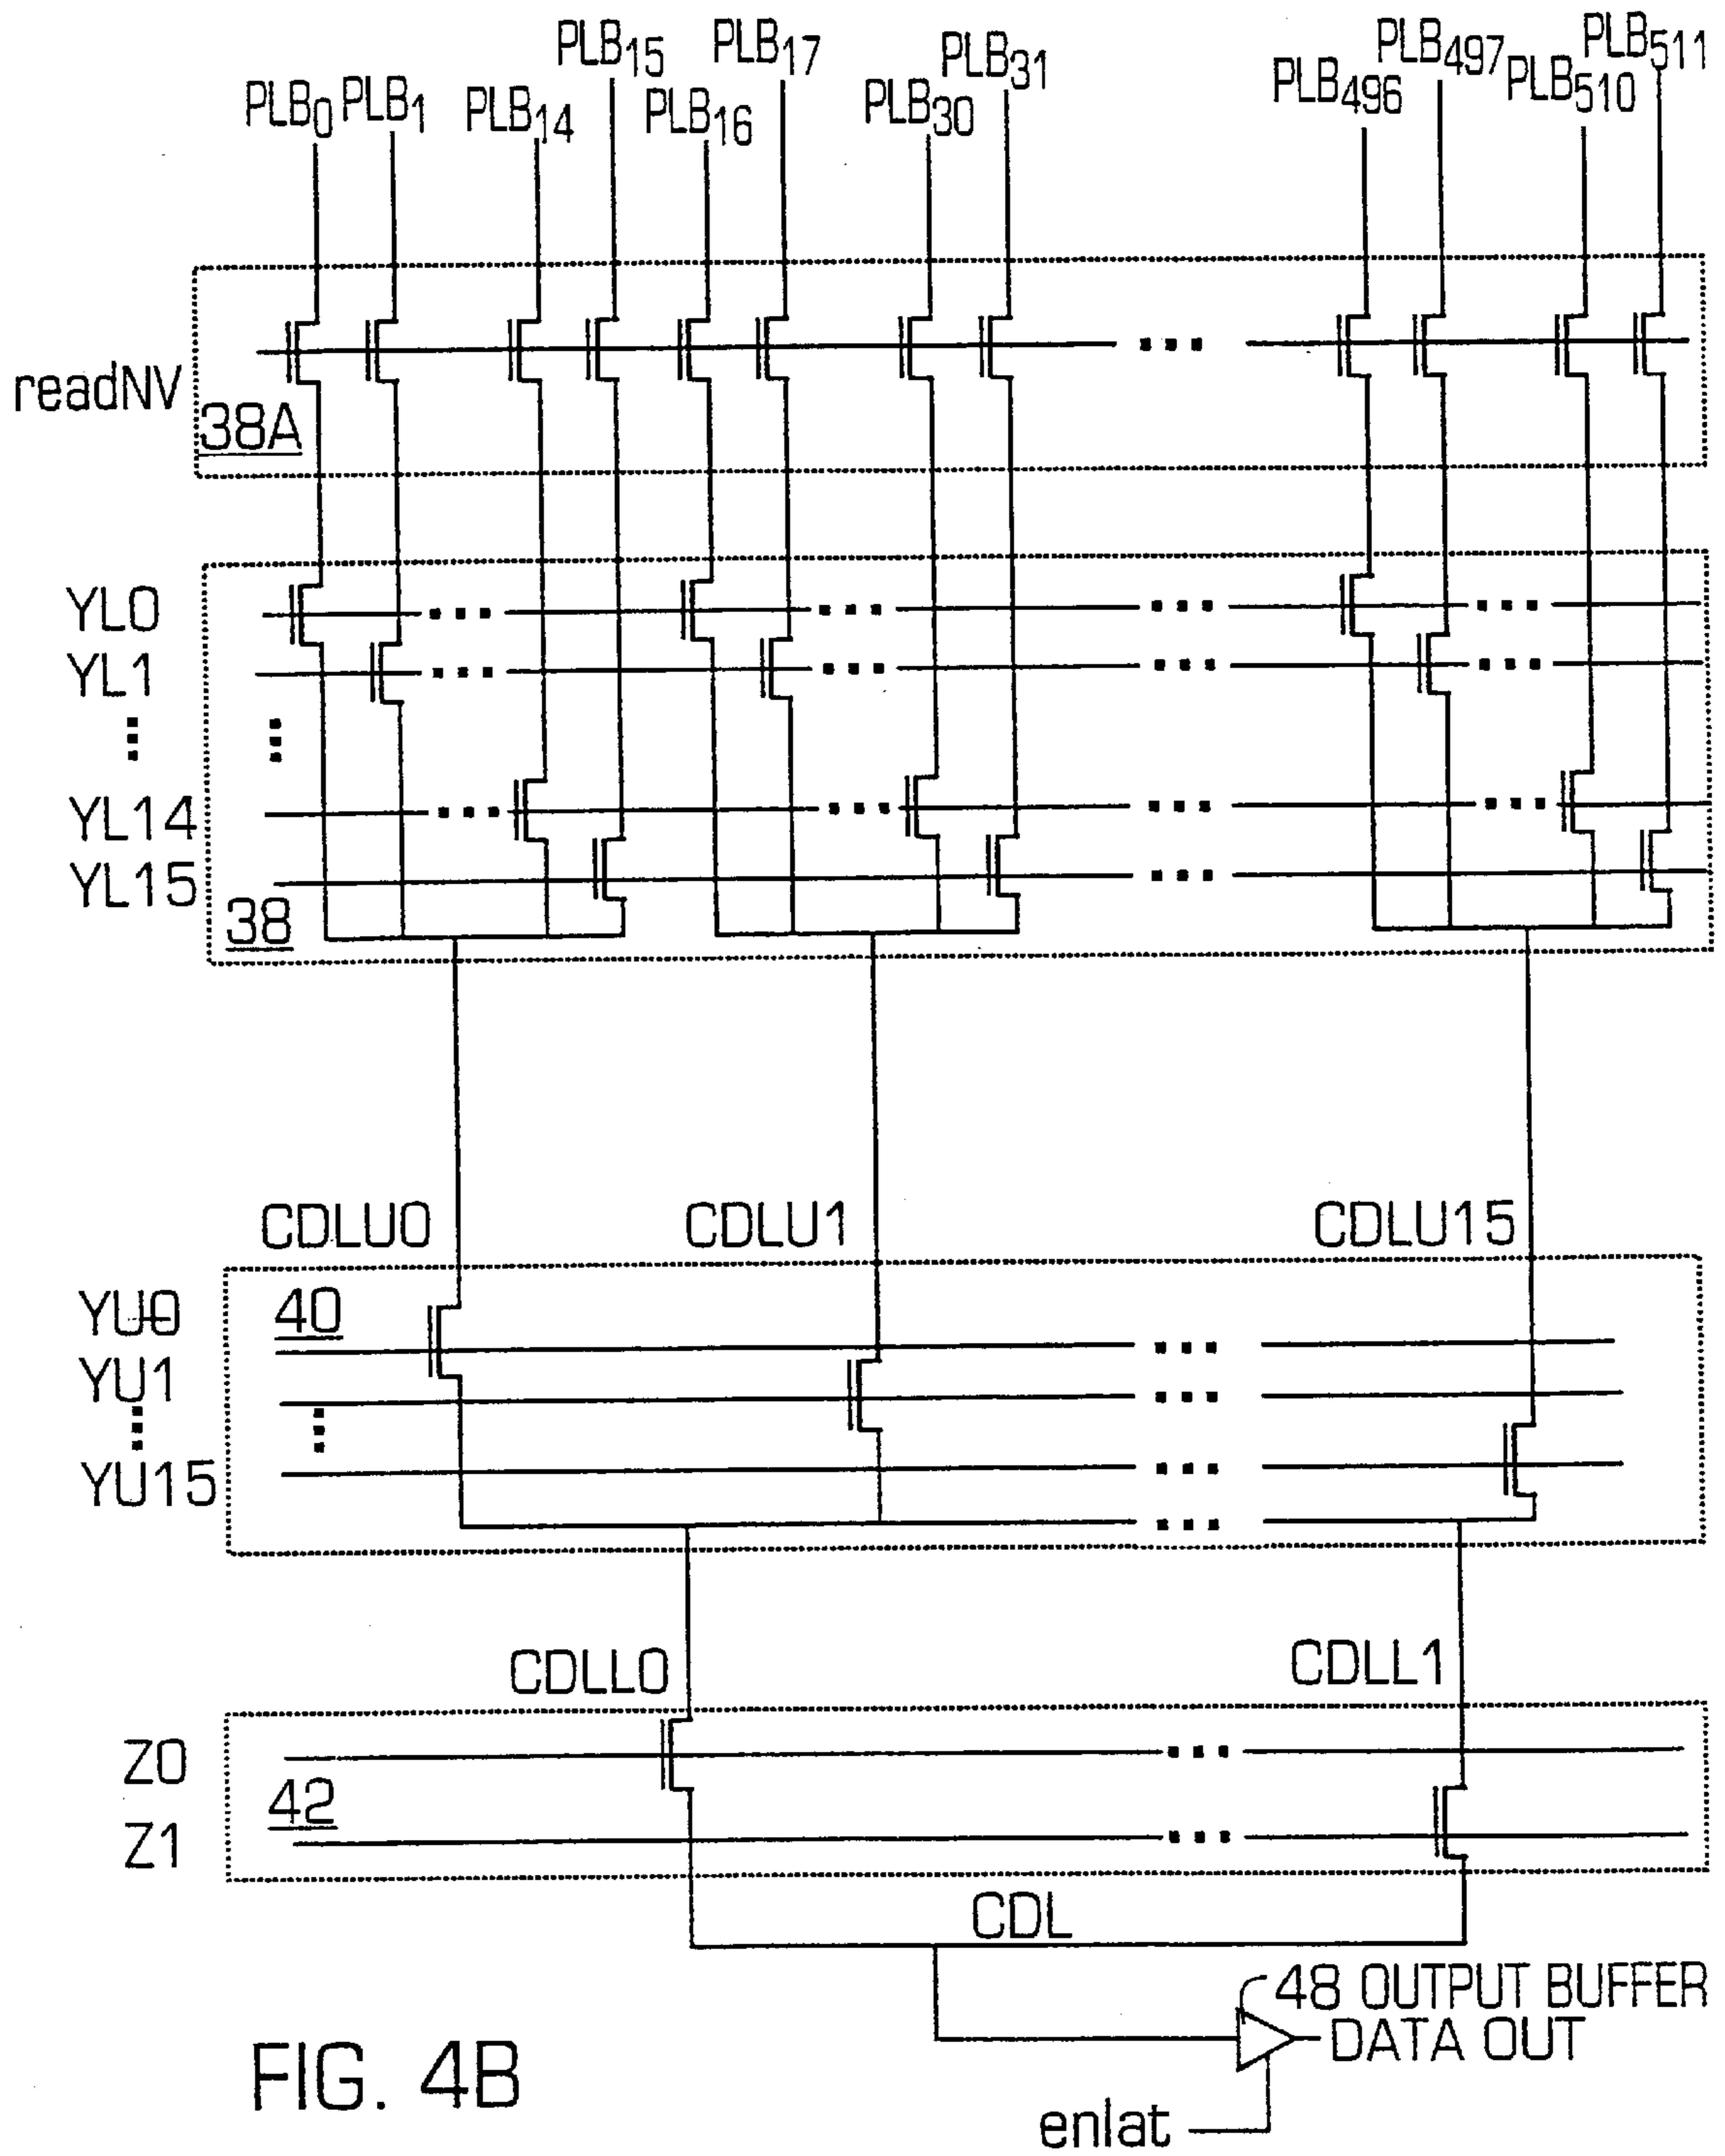 PLB0 PLB1 PLB14 PLB15 PLB16 PLB17 PLB30 PLB31 PLB496 PLB497 PLB510 PLB511
readNV
38A
YL0
YL1
YL14
YL15
38
CDLU0 CDLU1 CDLU15
YU0
40
YU1
YU15
CDLL0 CDLL1
Z0
42
Z1
CDL
48 OUTPUT BUFFER
DATA OUT
enlat
FIG. 4B